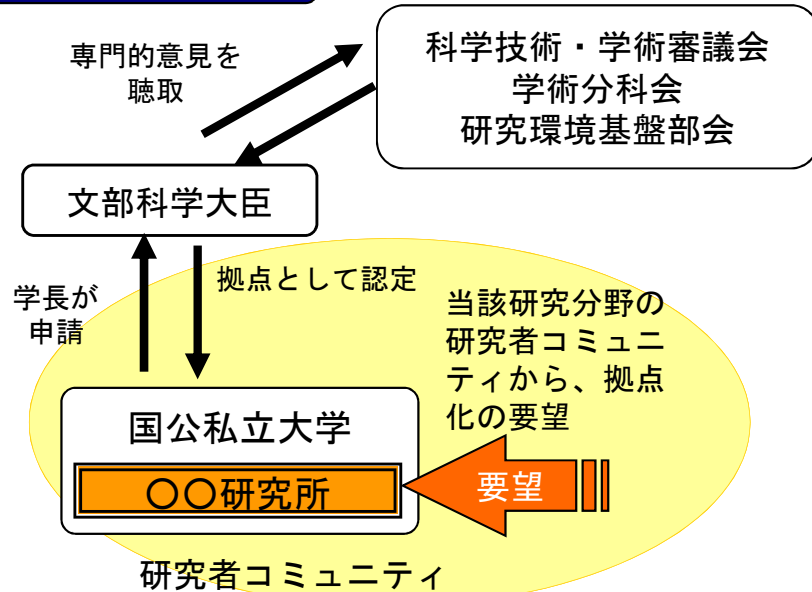 専門的意見を
聴取
科学技術・学術審議会
学術分科会
研究環境基盤部会
文部科学大臣
学長が
申請
拠点として認定
当該研究分野の
研究者コミュニ
ティから、拠点
化の要望
国公私立大学
〇〇研究所
要望
研究者コミュニティ